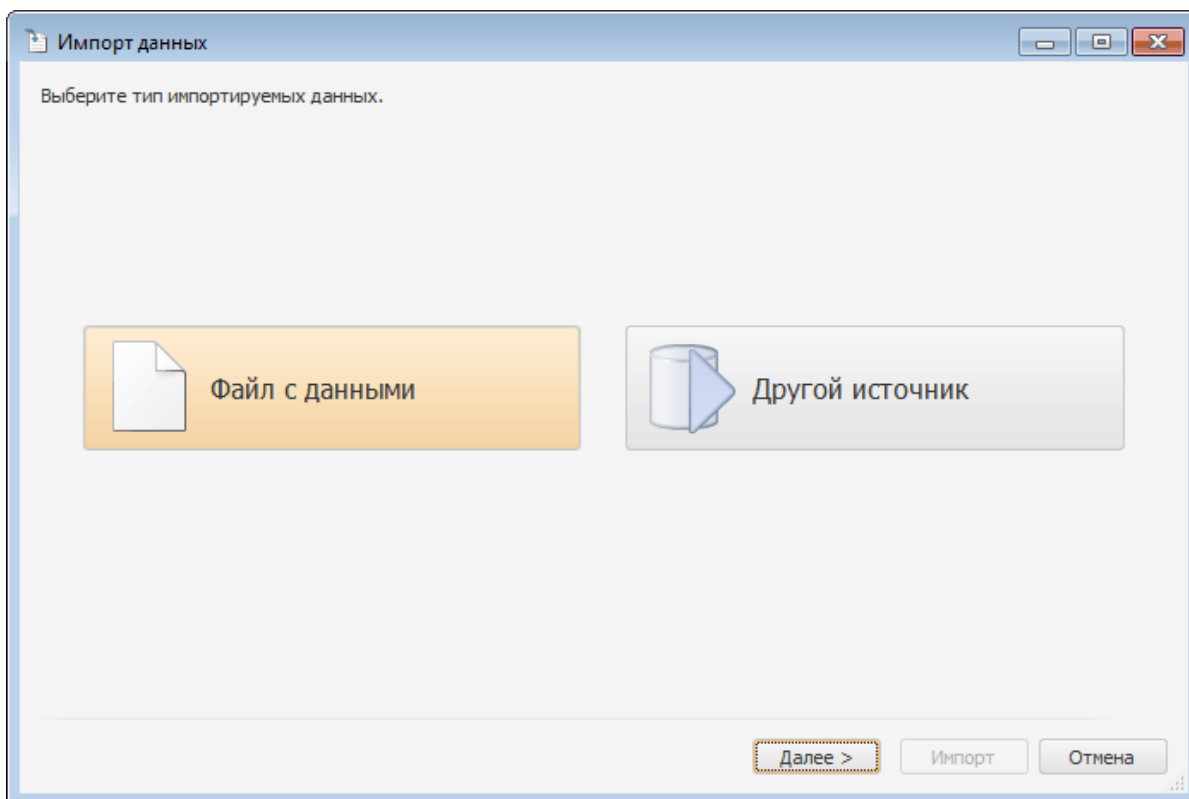 Импорт данных
Выберите тип импортируемых данных.
Файл с данными
Другой источник
Далее >
Импорт
Отмена